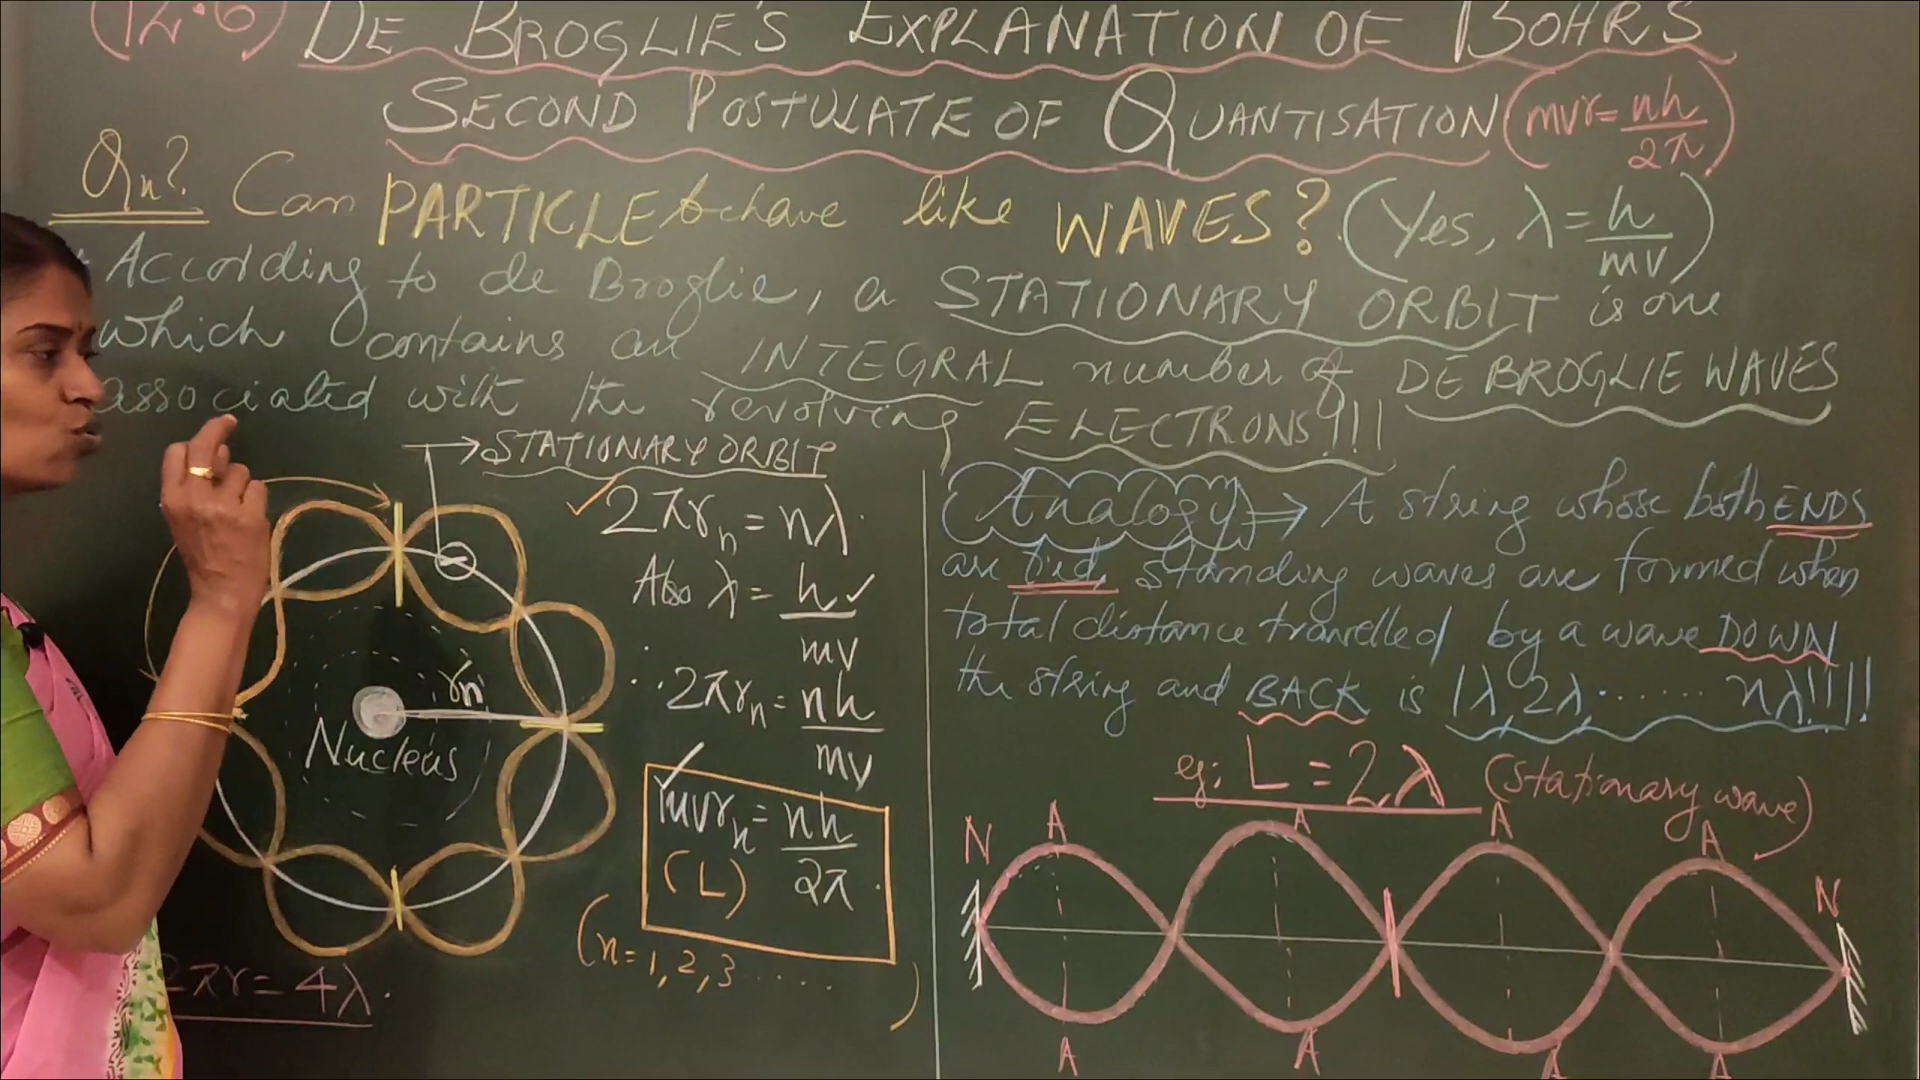 (12.6) DE BROGLIE'S EXPLANATION OF BOHR'S
SECOND POSTULATE OF QUANTISATION (mvr = nh/2π)
Qn? Can PARTICLE behave like WAVES? (Yes, λ = h/mv)
According to de Broglie, a STATIONARY ORBIT is one
which contains an INTEGRAL number of DE BROGLIE WAVES
associated with the revolving ELECTRONS!!!
→ STATIONARY ORBIT
✓ 2πrn = nλ.
Also λ = h/mv ✓
∴ 2πrn = nh/mv
✓ mvrn = nh/2π.
(L)
(n = 1, 2, 3 ..... )
rn
Nucleus
2πr = 4λ.
Analogy ⇒ A string whose both ENDS
are tied, standing waves are formed when
total distance travelled by a wave DOWN
the string and BACK is 1λ, 2λ....... nλ!!!!!
eg: L = 2λ (Stationary wave)
N A A A A N
A A A A